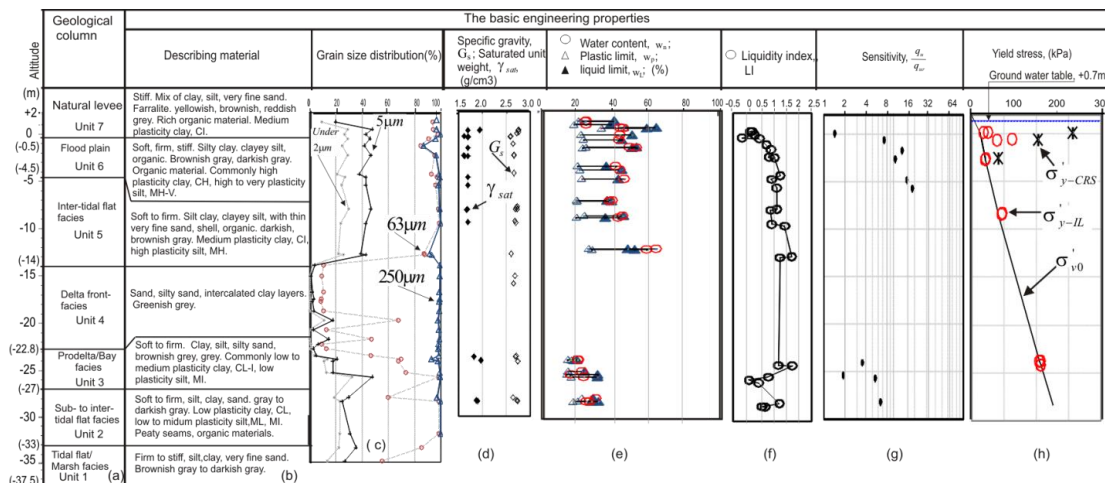 The basic engineering properties
Geological
column
Altitude
(m)
Describing material
Grain size distribution(%)
Specific gravity,
Gs; Saturated unit
weight, γsat,
(g/cm3)
Water content, wn;
Plastic limit, wp;
liquid limit, wL; (%)
Liquidity index,
LI
Sensitivity, qu/qur
Yield stress, (kPa)
Ground water table, +0.7m
0 20 40 60 80 100
1.5 2.0 2.5 3.0
0 20 40 60 80 100
-0.5 0 0.5 1 1.5 2 2.5
1 2 4 8 16 32 64
0 100 200 300
+2
0
(-0.5)
(-4.5)
-5
-10
(-14)
-15
-20
(-22.8)
-25
(-27)
-30
(-33)
-35
(-37.5)
Natural levee
Unit 7
Stiff. Mix of clay, silt, very fine sand.
Farralite. yellowish, brownish, reddish
grey. Rich organic material. Medium
plasticity clay, CI.
Flood plain
Unit 6
Soft, firm, stiff. Silty clay. clayey silt,
organic. Brownish gray, darkish gray.
Organic material. Commonly high
plasticity clay, CH, high to very plasticity
silt, MH-V.
Inter-tidal flat
facies
Unit 5
Soft to firm. Silt clay, clayey silt, with thin
very fine sand, shell, organic. darkish,
brownish gray. Medium plasticity clay, CI,
high plasticity silt, MH.
Delta front-
facies
Unit 4
Sand, silty sand, intercalated clay layers.
Greenish grey.
Prodelta/Bay
facies
Unit 3
Soft to firm. Clay, silt, silty sand,
brownish grey, grey. Commonly low to
medium plasticity clay, CL-I, low
plasticity silt, MI.
Sub- to inter-
tidal flat facies
Unit 2
Soft to firm, silt, clay, sand. gray to
darkish gray. Low plasticity clay, CL,
low to midum plasticity silt,ML, MI.
Peaty seams, organic materials.
Tidal flat/
Marsh facies
Unit 1
Firm to stiff, silt,clay, very fine sand.
Brownish gray to darkish gray.
Under
2μm
5μm
63μm
250μm
Gs
γsat
σ'y-CRS
σ'y-IL
σ'v0
(a)
(b)
(c)
(d)
(e)
(f)
(g)
(h)